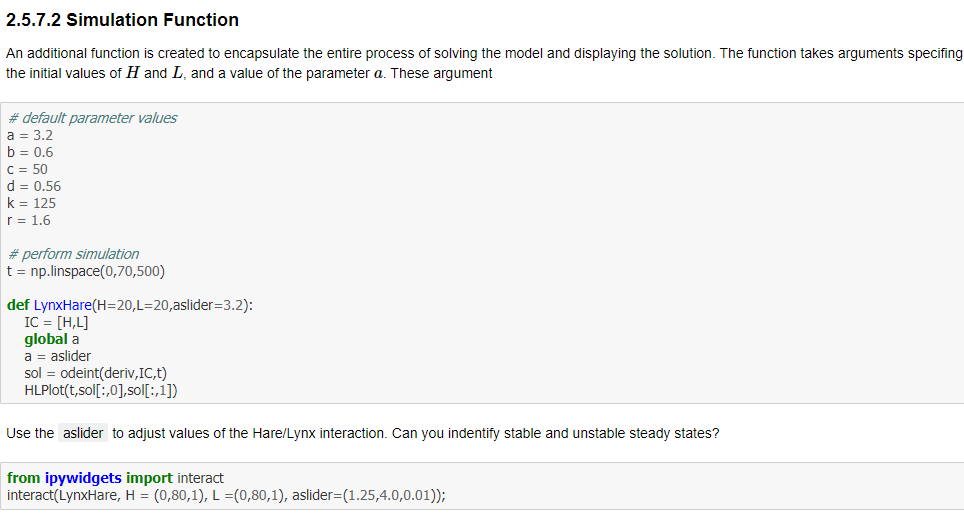 2.5.7.2 Simulation Function
An additional function is created to encapsulate the entire process of solving the model and displaying the solution. The function takes arguments specifing
the initial values of H and L, and a value of the parameter a. These argument
# default parameter values
a = 3.2
b = 0.6
c = 50
d = 0.56
k = 125
r = 1.6
# perform simulation
t = np.linspace(0,70,500)
def LynxHare(H=20,L=20,aslider=3.2):
IC = [H,L]
global a
a = aslider
sol = odeint(deriv,IC,t)
HLPlot(t,sol[:,0],sol[:,1])
Use the aslider to adjust values of the Hare/Lynx interaction. Can you indentify stable and unstable steady states?
from ipywidgets import interact
interact(LynxHare, H = (0,80,1), L =(0,80,1), aslider=(1.25,4.0,0.01));